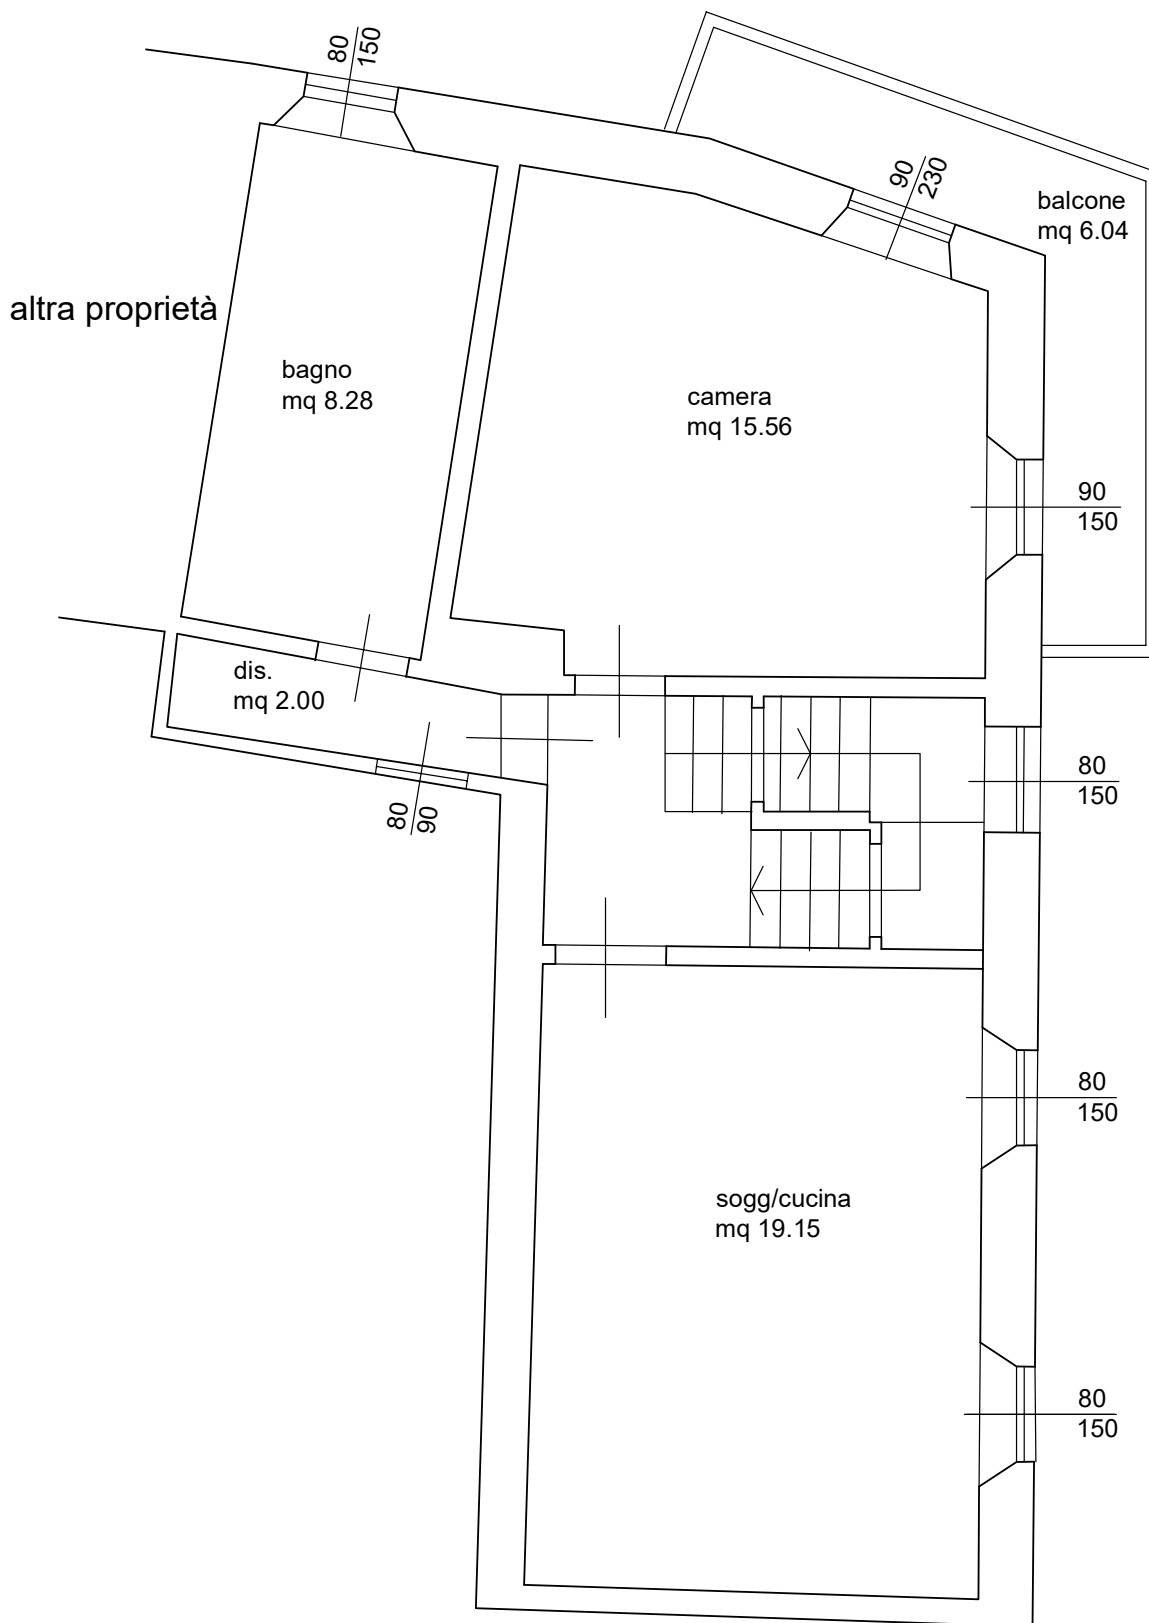 80
150
90
230
balcone
mq 6.04
altra proprietà
bagno
mq 8.28
camera
mq 15.56
90
150
dis.
mq 2.00
80
150
80
90
80
150
sogg/cucina
mq 19.15
80
150